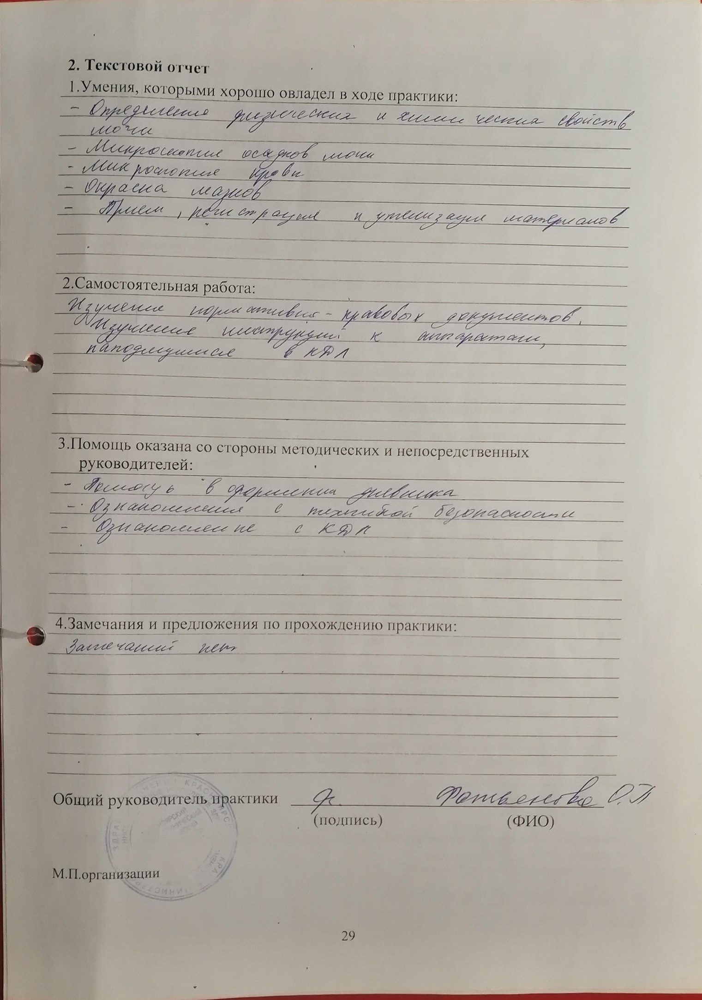 2. Текстовой отчет
1.Умения, которыми хорошо овладел в ходе практики:
- Определение физических и химических свойств
мочи
- Микроскопия осадков мочи
- Микроскопия крови
- Окраска мазков
- Прием, регистрация и утилизация материалов
2.Самостоятельная работа:
Изучение нормативно-правовых документов.
Изучение инструкций к аппаратам,
находящимися в КДЛ
3.Помощь оказана со стороны методических и непосредственных
руководителей:
- Помощь в оформлении дневника
- Ознакомление с техникой безопасности
- Ознакомление с КДЛ
4.Замечания и предложения по прохождению практики:
Замечаний нет
Общий руководитель практики Фатьянова О.П
(подпись) (ФИО)
М.П.организации
29